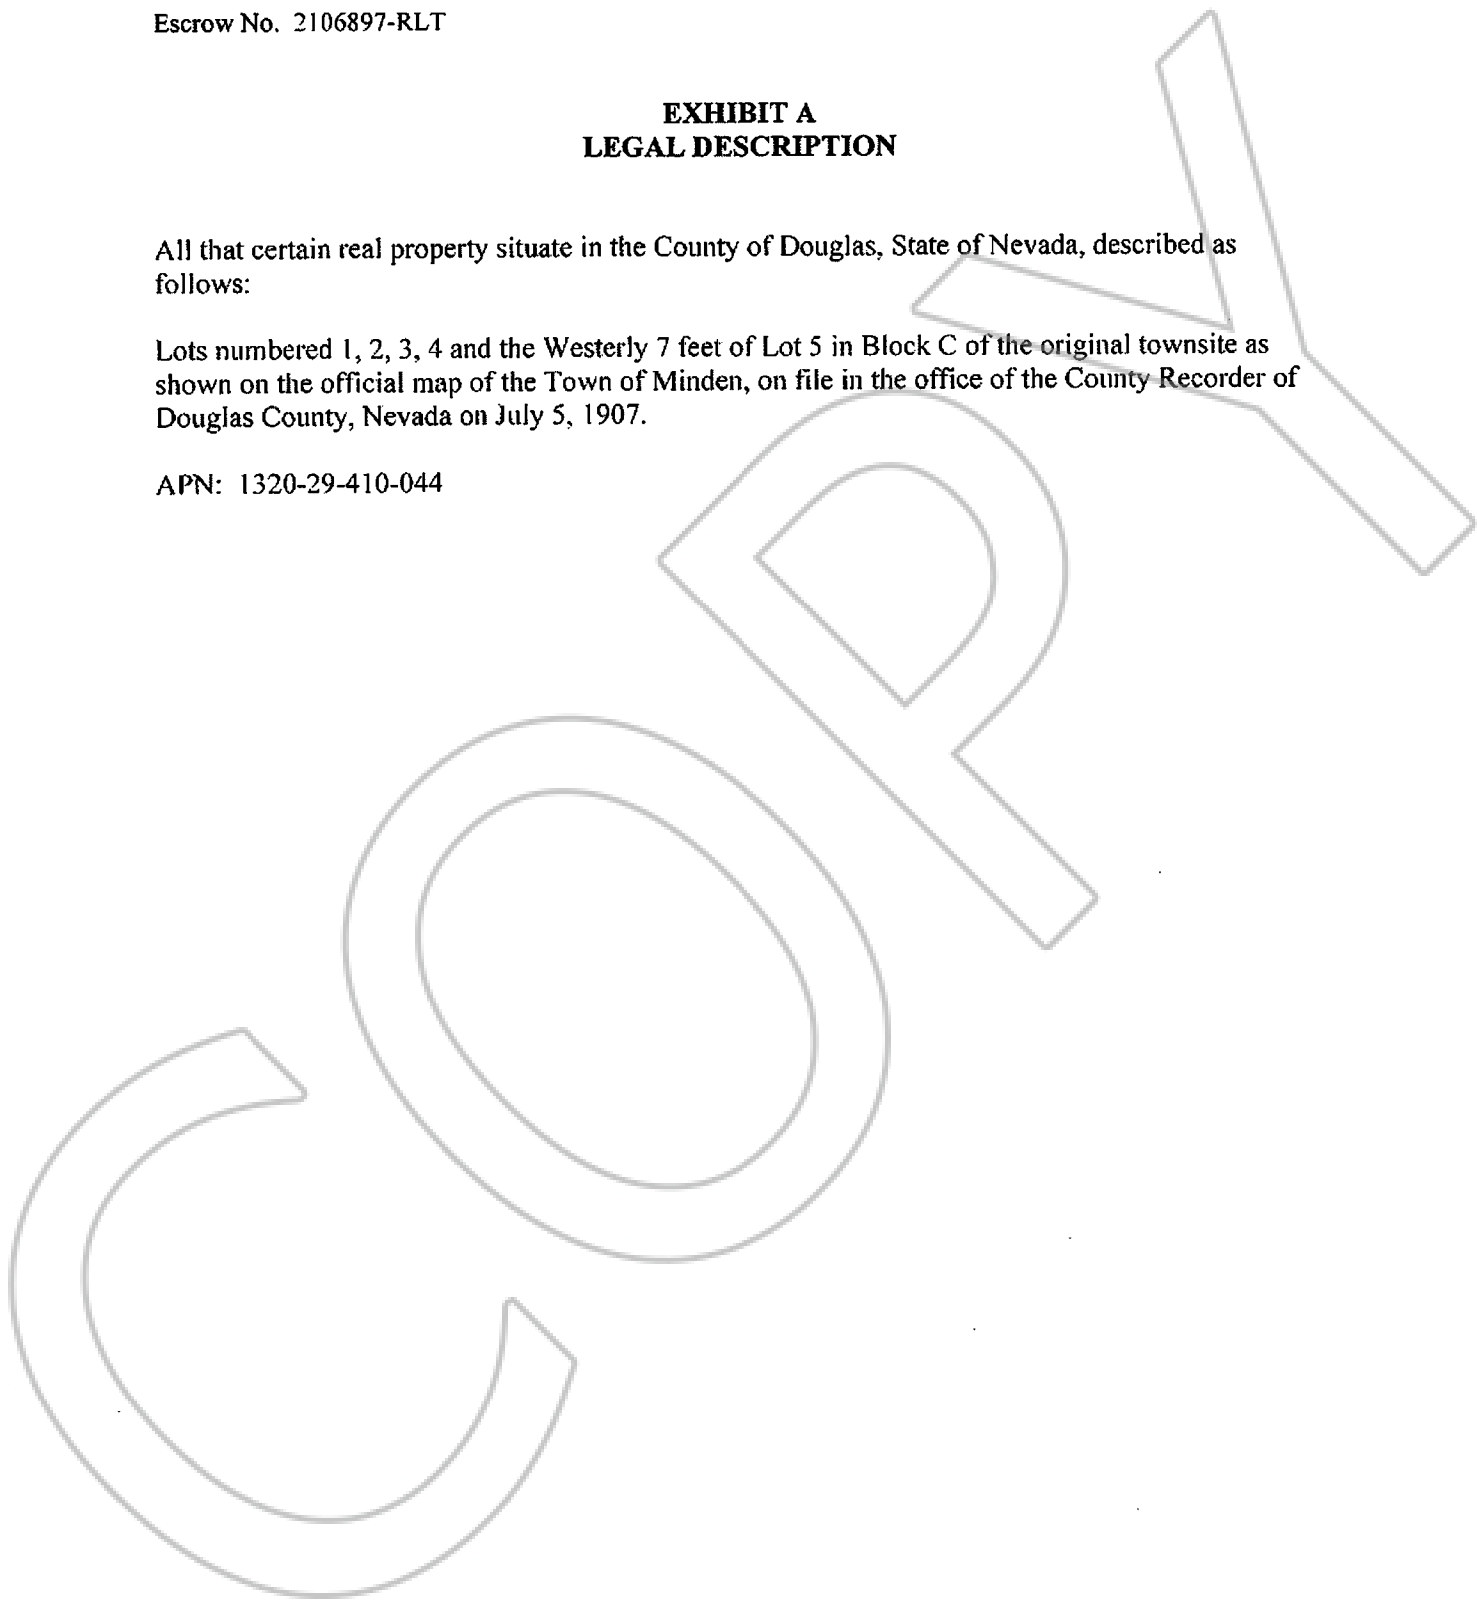 Escrow No. 2106897-RLT
EXHIBIT A
LEGAL DESCRIPTION
All that certain real property situate in the County of Douglas, State of Nevada, described as
follows:
Lots numbered 1, 2, 3, 4 and the Westerly 7 feet of Lot 5 in Block C of the original townsite as
shown on the official map of the Town of Minden, on file in the office of the County Recorder of
Douglas County, Nevada on July 5, 1907.
APN: 1320-29-410-044
COPY